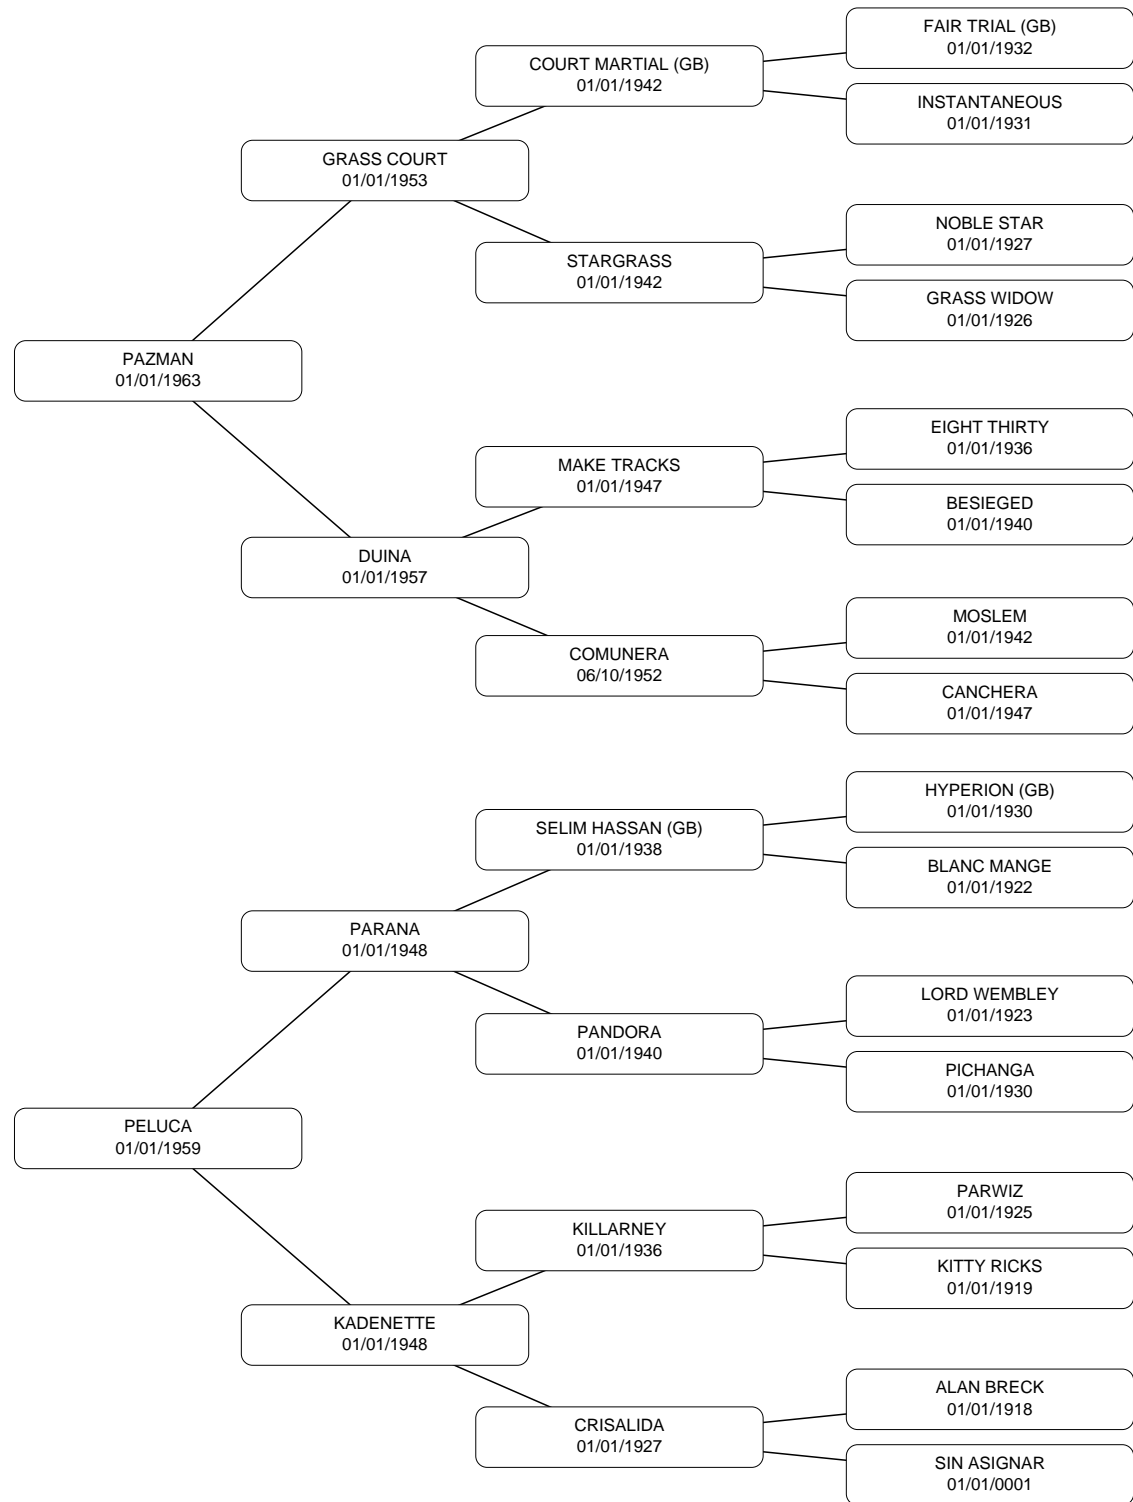 FAIR TRIAL (GB)
01/01/1932
COURT MARTIAL (GB)
01/01/1942
INSTANTANEOUS
01/01/1931
GRASS COURT
01/01/1953
NOBLE STAR
01/01/1927
STARGRASS
01/01/1942
GRASS WIDOW
01/01/1926
PAZMAN
01/01/1963
EIGHT THIRTY
01/01/1936
MAKE TRACKS
01/01/1947
BESIEGED
01/01/1940
DUINA
01/01/1957
MOSLEM
01/01/1942
COMUNERA
06/10/1952
CANCHERA
01/01/1947
HYPERION (GB)
01/01/1930
SELIM HASSAN (GB)
01/01/1938
BLANC MANGE
01/01/1922
PARANA
01/01/1948
LORD WEMBLEY
01/01/1923
PANDORA
01/01/1940
PICHANGA
01/01/1930
PELUCA
01/01/1959
PARWIZ
01/01/1925
KILLARNEY
01/01/1936
KITTY RICKS
01/01/1919
KADENETTE
01/01/1948
ALAN BRECK
01/01/1918
CRISALIDA
01/01/1927
SIN ASIGNAR
01/01/0001